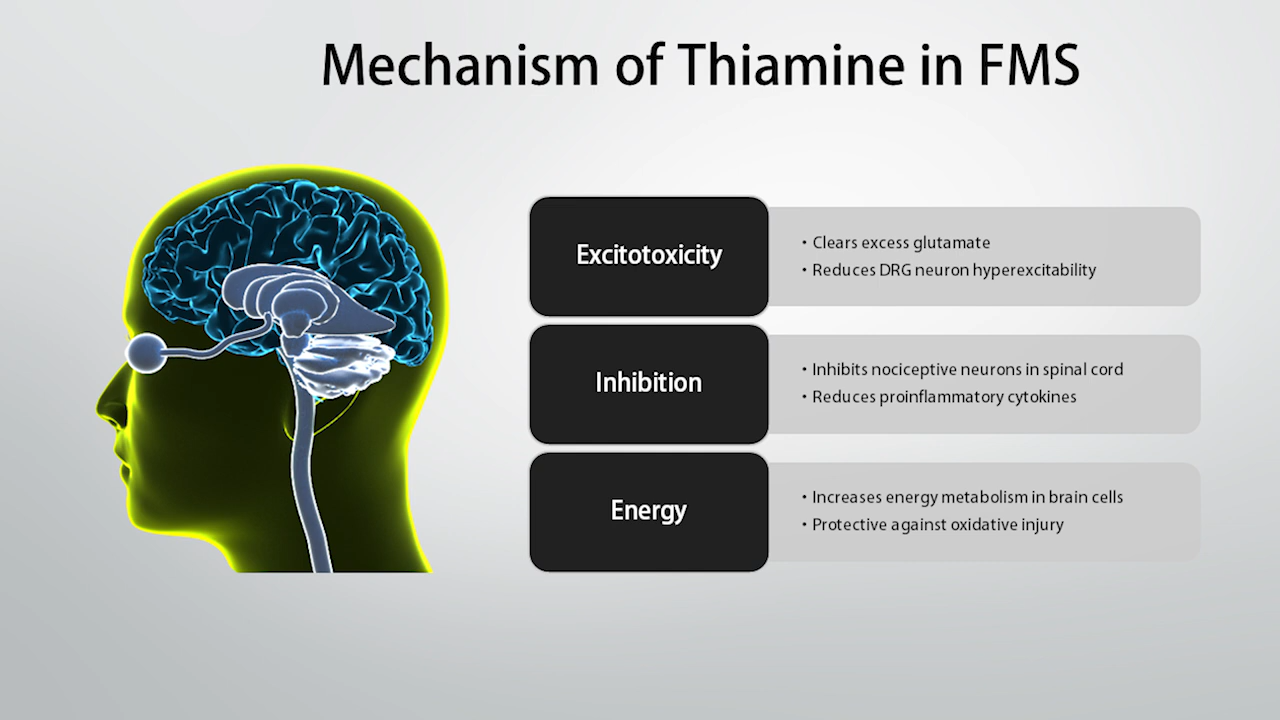 Mechanism of Thiamine in FMS
Excitotoxicity
• Clears excess glutamate
• Reduces DRG neuron hyperexcitability
Inhibition
• Inhibits nociceptive neurons in spinal cord
• Reduces proinflammatory cytokines
Energy
• Increases energy metabolism in brain cells
• Protective against oxidative injury